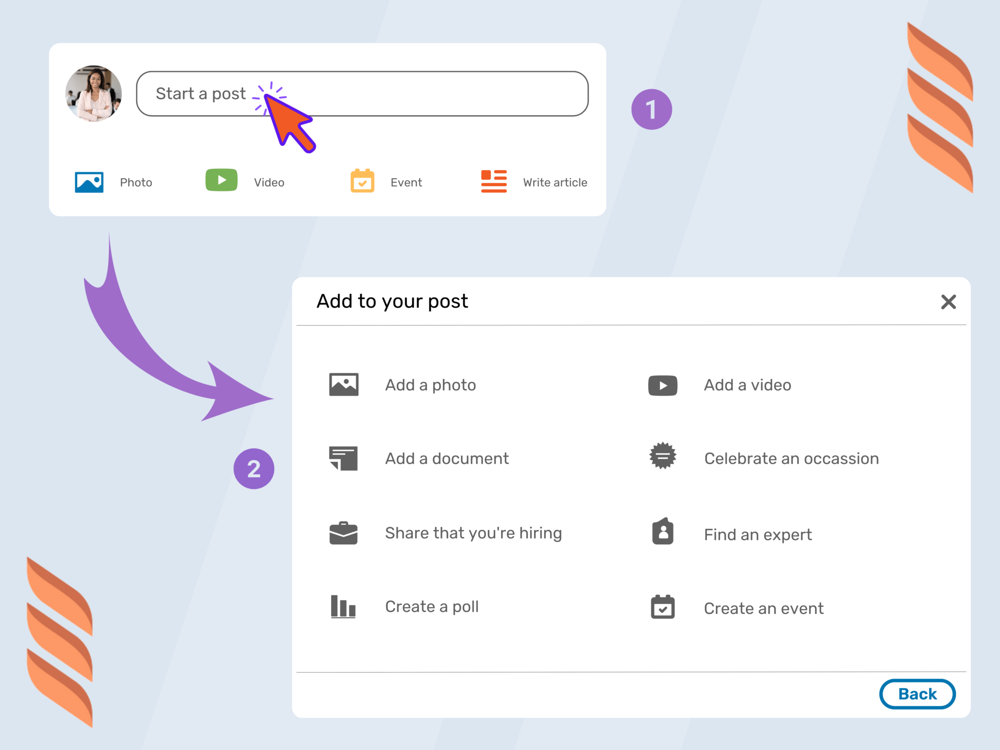 Start a post
1
Photo
Video
Event
Write article
Add to your post
Add a photo
Add a video
2
Add a document
Celebrate an occassion
Share that you're hiring
Find an expert
Create a poll
Create an event
Back